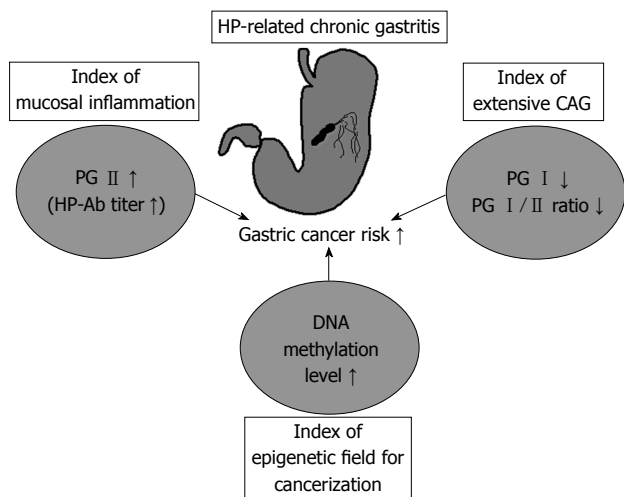 HP-related chronic gastritis
Index of
mucosal inflammation
Index of
extensive CAG
PG Ⅱ ↑
(HP-Ab titer ↑)
PG Ⅰ ↓
PG Ⅰ/Ⅱ ratio ↓
Gastric cancer risk ↑
DNA
methylation
level ↑
Index of
epigenetic field for
cancerization